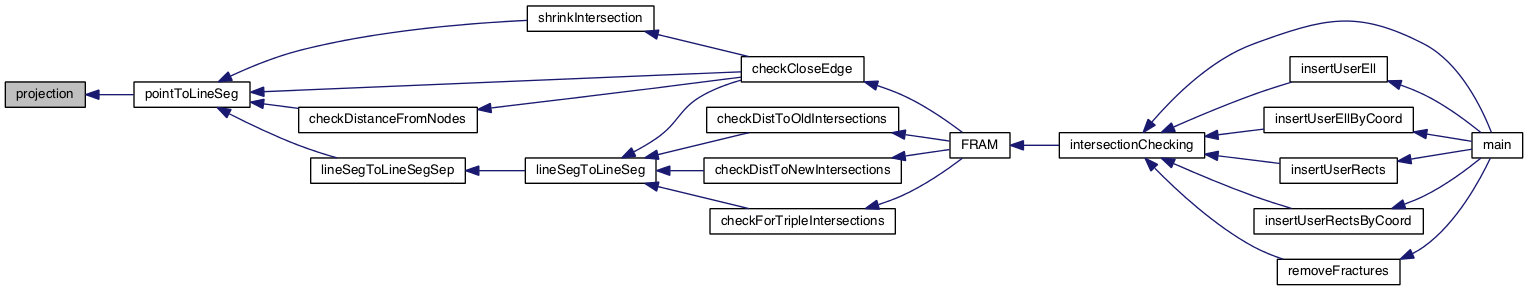 projection
pointToLineSeg
shrinkIntersection
checkDistanceFromNodes
lineSegToLineSegSep
checkCloseEdge
lineSegToLineSeg
checkDistToOldIntersections
checkDistToNewIntersections
checkForTripleIntersections
FRAM
intersectionChecking
insertUserEll
insertUserEllByCoord
insertUserRects
insertUserRectsByCoord
removeFractures
main